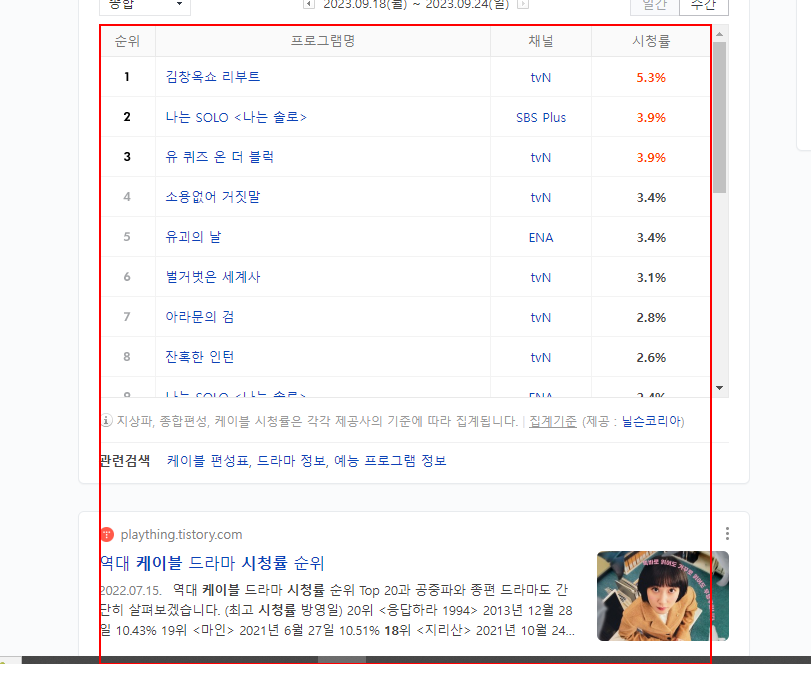 종합 2023.09.18(월) ~ 2023.09.24(일) 일간 주간
순위 프로그램명 채널 시청률
1 김창옥쇼 리부트 tvN 5.3%
2 나는 SOLO <나는 솔로> SBS Plus 3.9%
3 유 퀴즈 온 더 블럭 tvN 3.9%
4 소용없어 거짓말 tvN 3.4%
5 유괴의 날 ENA 3.4%
6 벌거벗은 세계사 tvN 3.1%
7 아라문의 검 tvN 2.8%
8 잔혹한 인턴 tvN 2.6%
9 나는 SOLO <나는 솔로> ENA 2.4%
지상파, 종합편성, 케이블 시청률은 각각 제공사의 기준에 따라 집계됩니다. | 집계기준 (제공 : 닐슨코리아)
관련검색 케이블 편성표, 드라마 정보, 예능 프로그램 정보
plaything.tistory.com
역대 케이블 드라마 시청률 순위
2022.07.15. 역대 케이블 드라마 시청률 순위 Top 20과 공중파와 종편 드라마도 간
단히 살펴보겠습니다. (최고 시청률 방영일) 20위 <응답하라 1994> 2013년 12월 28
일 10.43% 19위 <마인> 2021년 6월 27일 10.51% 18위 <지리산> 2021년 10월 24...